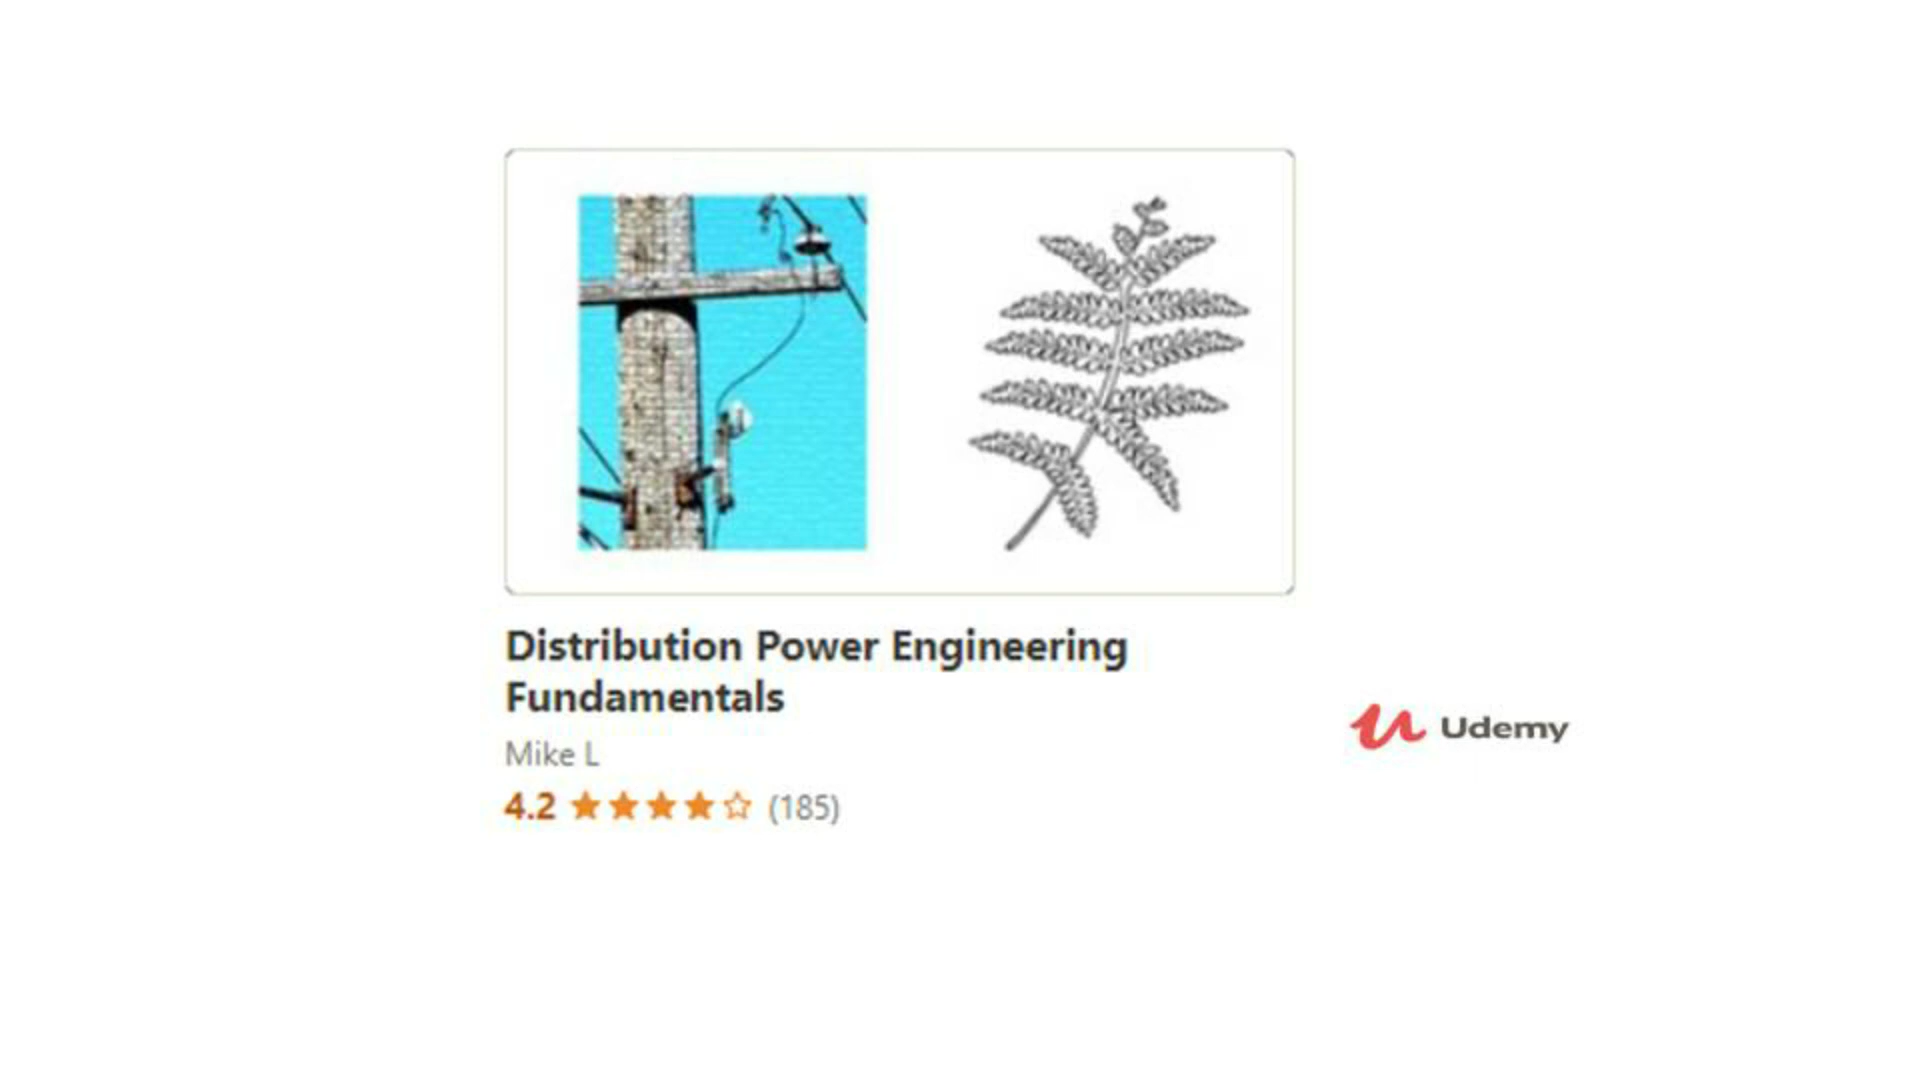 Distribution Power Engineering
Fundamentals
Mike L
4.2 (185)
Udemy